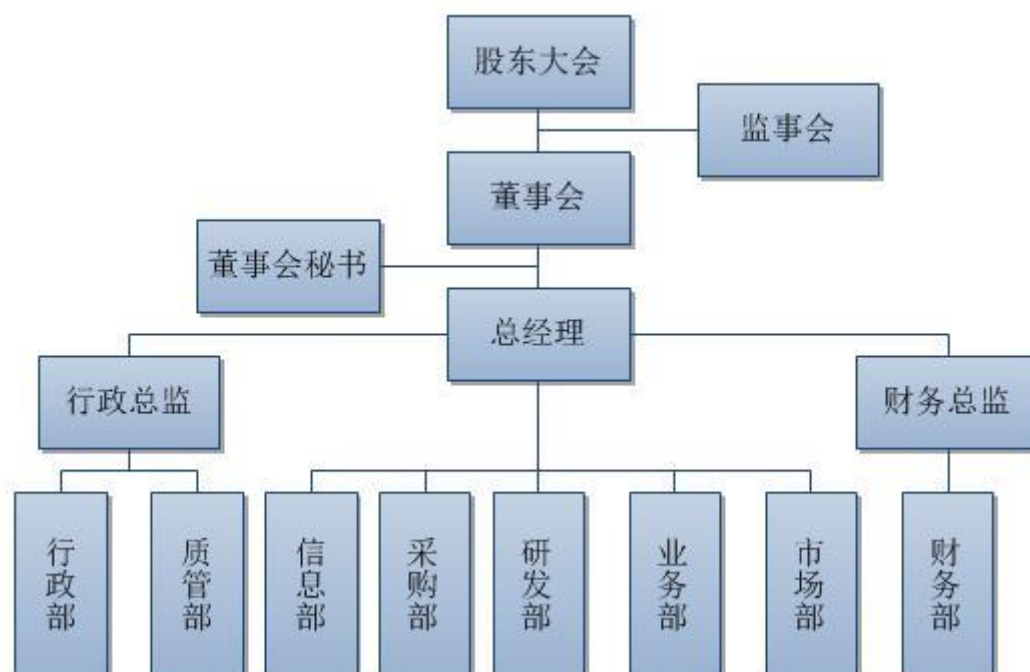 股东大会
监事会
董事会
董事会秘书
总经理
行政总监
财务总监
行政部
质管部
信息部
采购部
研发部
业务部
市场部
财务部